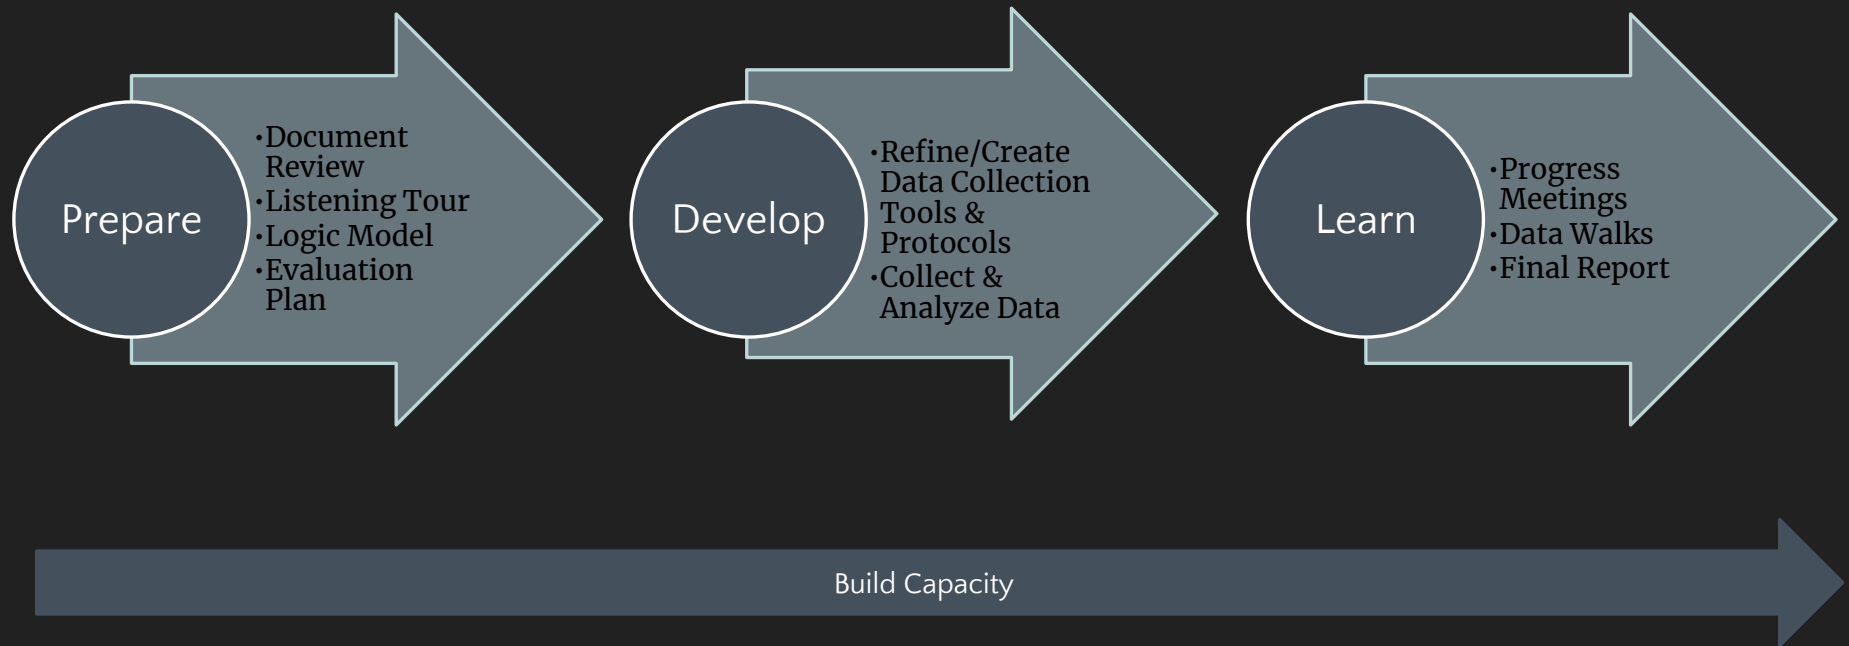 Prepare
•Document
Review
•Listening Tour
•Logic Model
•Evaluation
Plan
Develop
•Refine/Create
Data Collection
Tools &
Protocols
•Collect &
Analyze Data
Learn
•Progress
Meetings
•Data Walks
•Final Report
Build Capacity